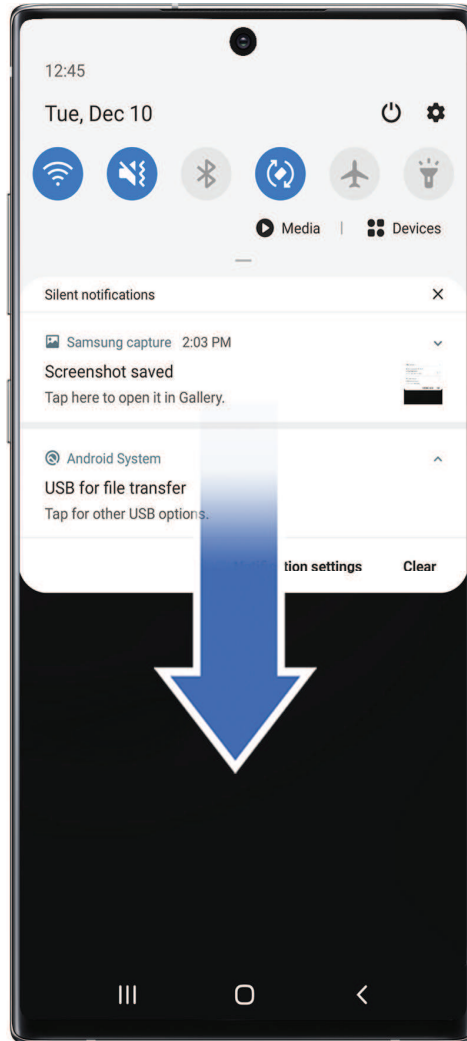 12:45
Tue, Dec 10
Media | Devices
Silent notifications
Samsung capture 2:03 PM
Screenshot saved
Tap here to open it in Gallery.
Android System
USB for file transfer
Tap for other USB options.
settings Clear